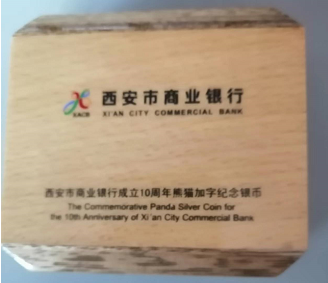 西安市商业银行
XACB
XI'AN CITY COMMERCIAL BANK
西安市商业银行成立10周年熊猫加字纪念银币
The Commemorative Panda Silver Coin for
the 10th Anniversary of Xi'an City Commercial Bank